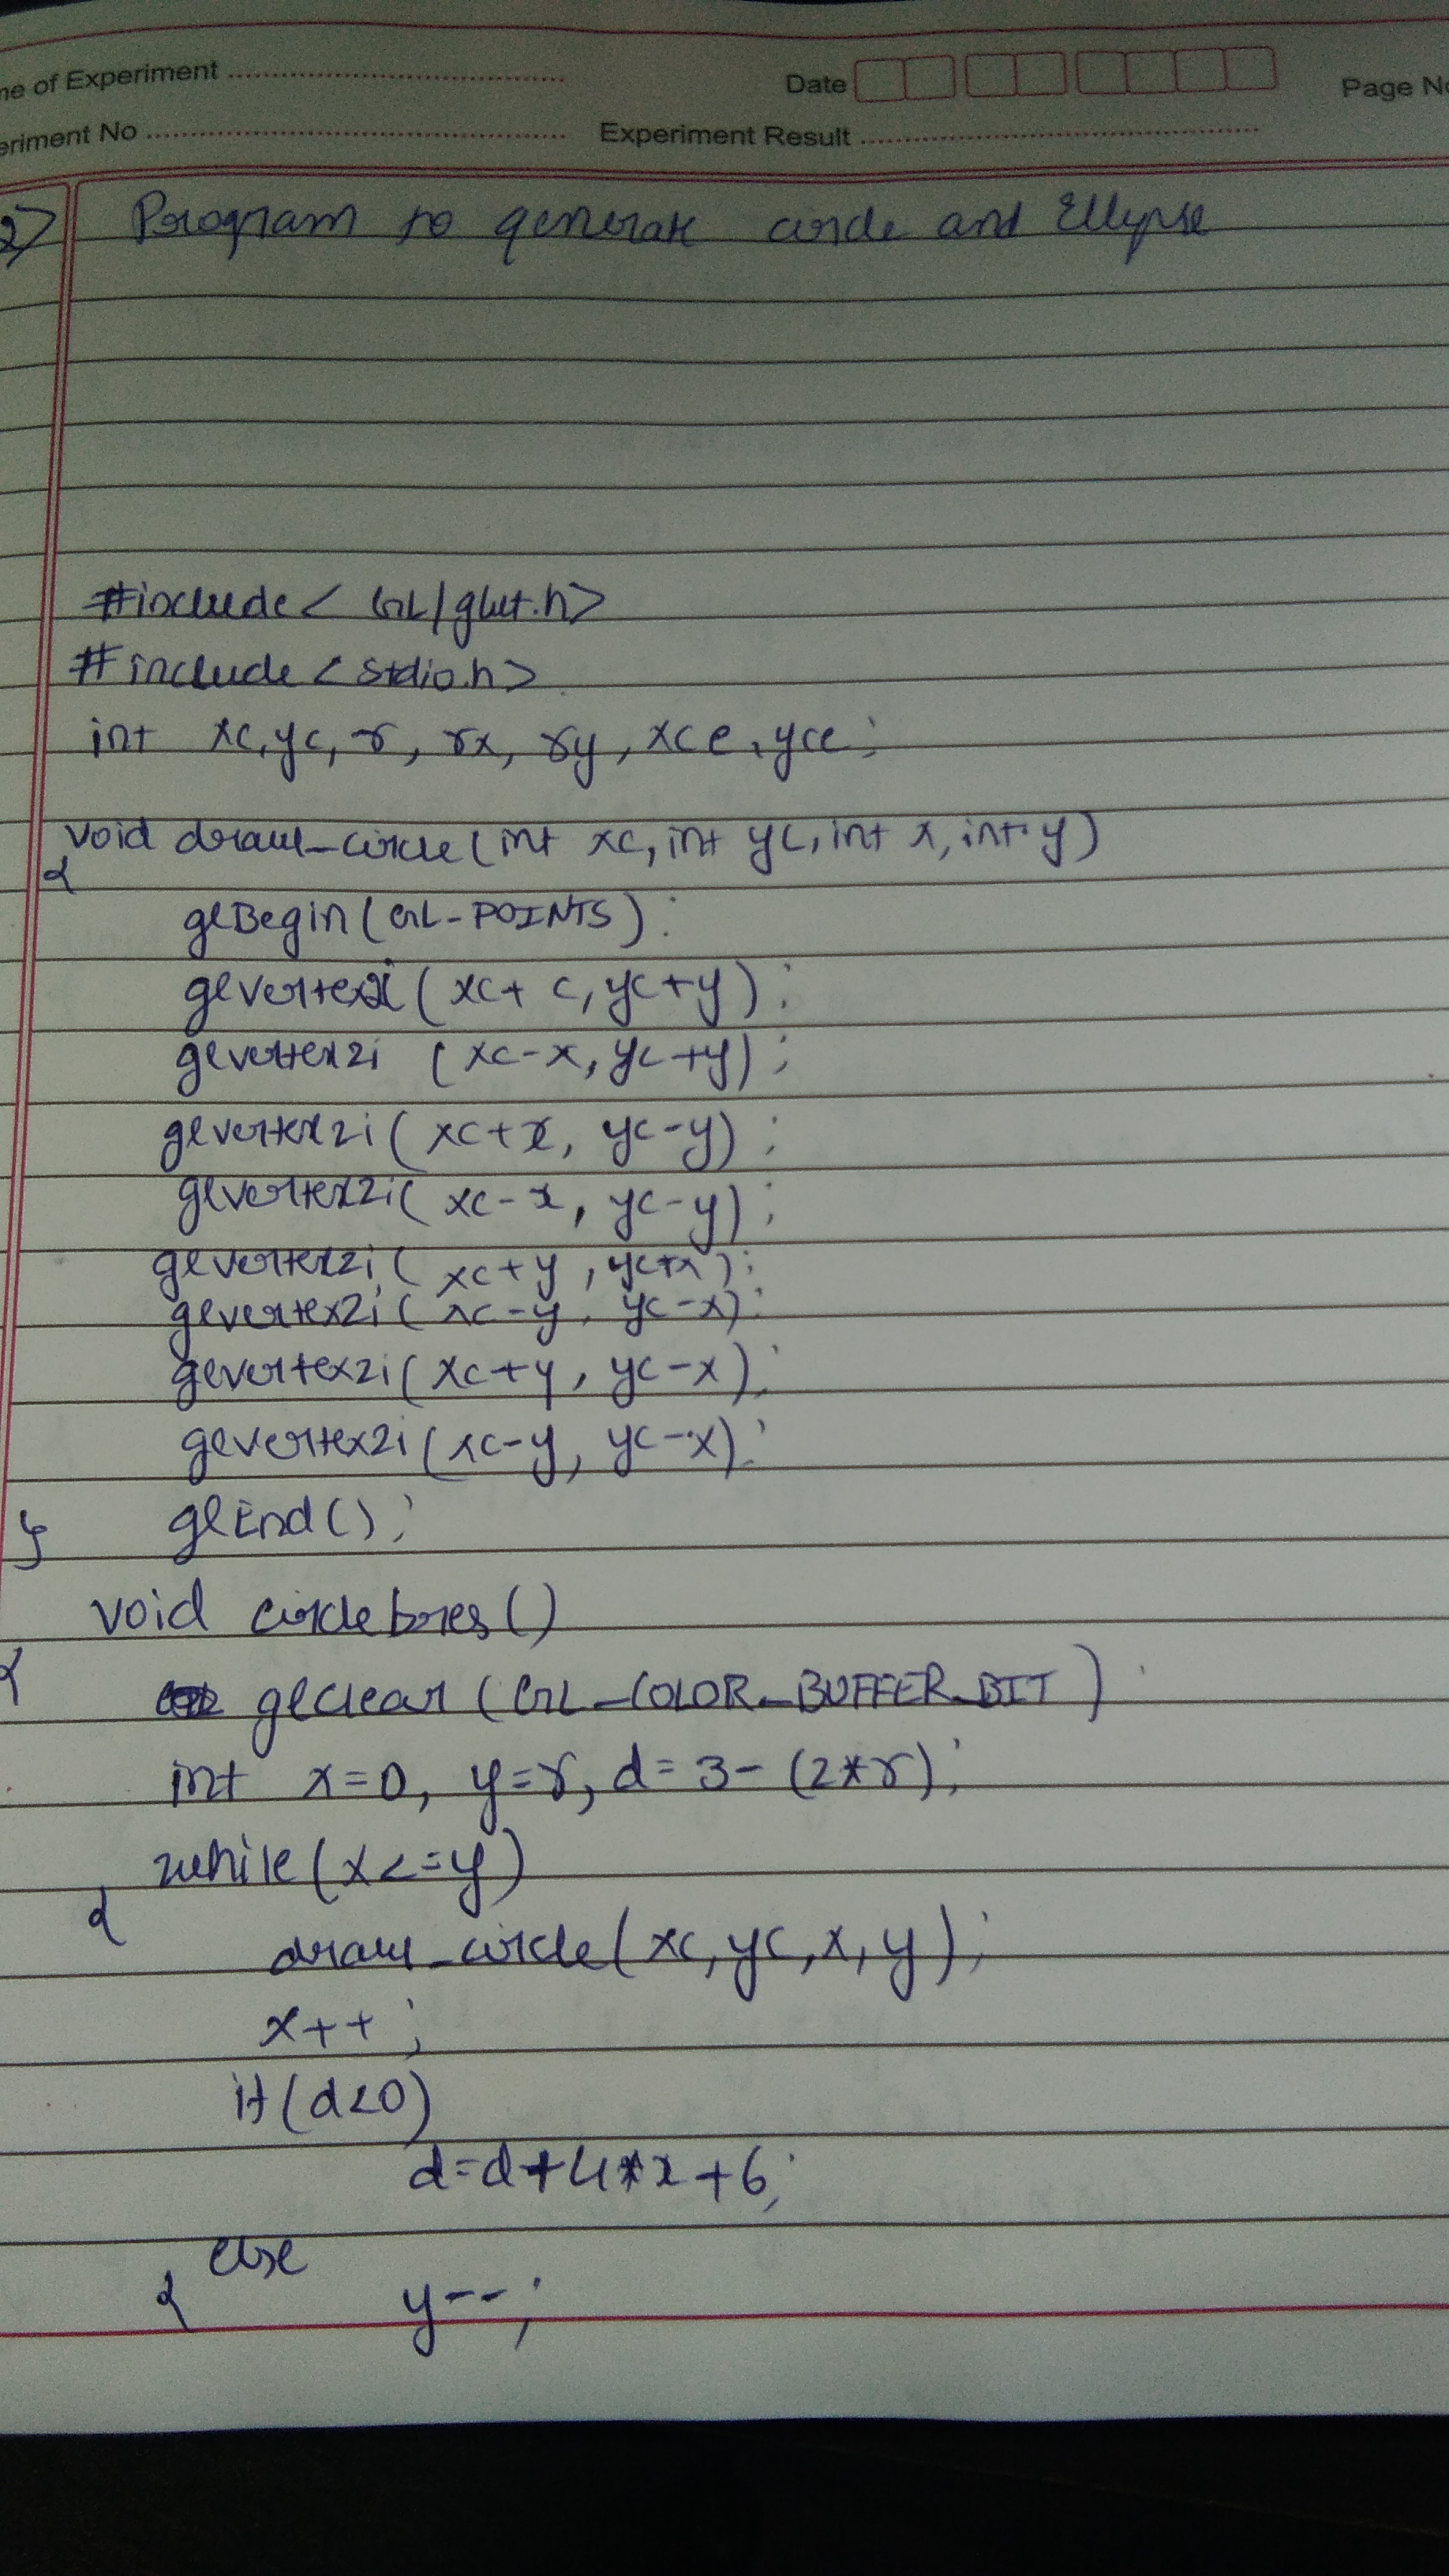 me of Experiment
Date
Page No
eriment No
Experiment Result
2) Program to generate circle and Ellipse
#include< GL/glut.h>
#include<stdio.h>
int xc,yc, r, rx, ry, xce, yce;
void draw_circle(int xc, int yc, int x, int y)
{
glBegin(GL-POINTS);
glvertex2i( xc+ c, yc+y);
glvertex2i (xc-x, yc+y);
glvertex2i( xc+x, yc-y);
glvertex2i( xc-x, yc-y);
glvertex2i( xc+y, yc+x);
glvertex2i( xc-y, yc-x);
glvertex2i( xc+y, yc-x);
glvertex2i( xc-y, yc-x);
} glEnd();
void circlebres()
{ glclear(GL_COLOR_BUFFER_BIT);
int x=0, y=r, d=3-(2*r);
while(x<=y)
{
draw_circle(xc,yc,x,y);
x++;
if(d<0)
d=d+4*x+6;
else
{ y--;